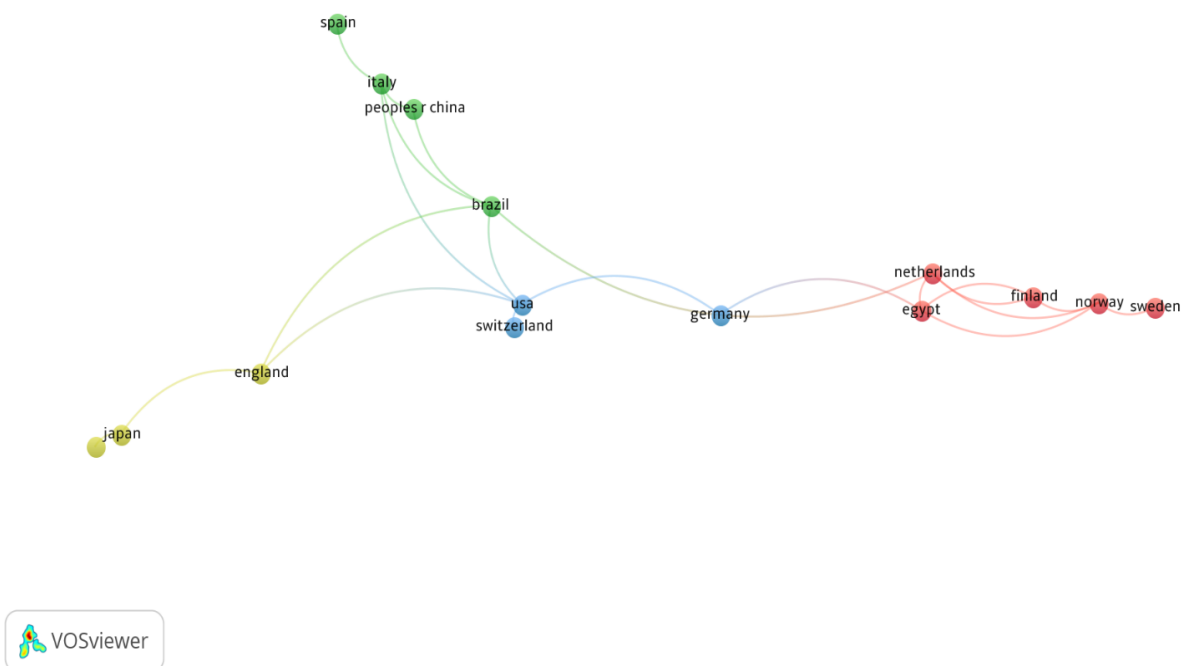 spain
italy
peoples r china
brazil
netherlands
finland
usa
norway
sweden
egypt
germany
switzerland
england
japan
VOSviewer